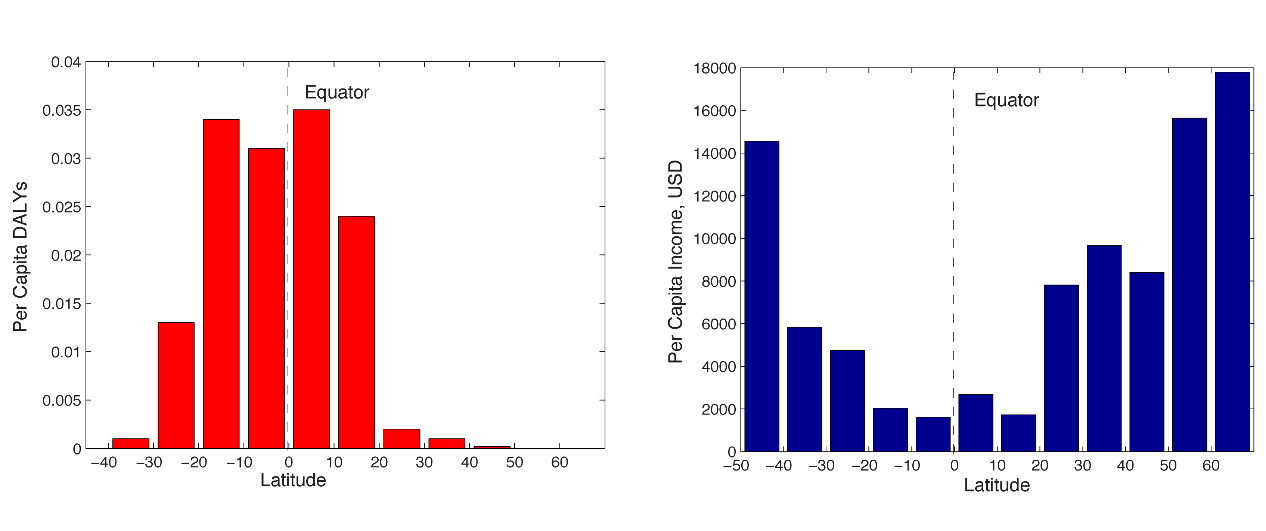 0.04
0.035
0.03
0.025
0.02
0.015
0.01
0.005
0
Per Capita DALYs
Equator
−40 −30 −20 −10 0 10 20 30 40 50 60
Latitude
18000
16000
14000
12000
10000
8000
6000
4000
2000
0
Per Capita Income, USD
Equator
−50 −40 −30 −20 −10 0 10 20 30 40 50 60
Latitude